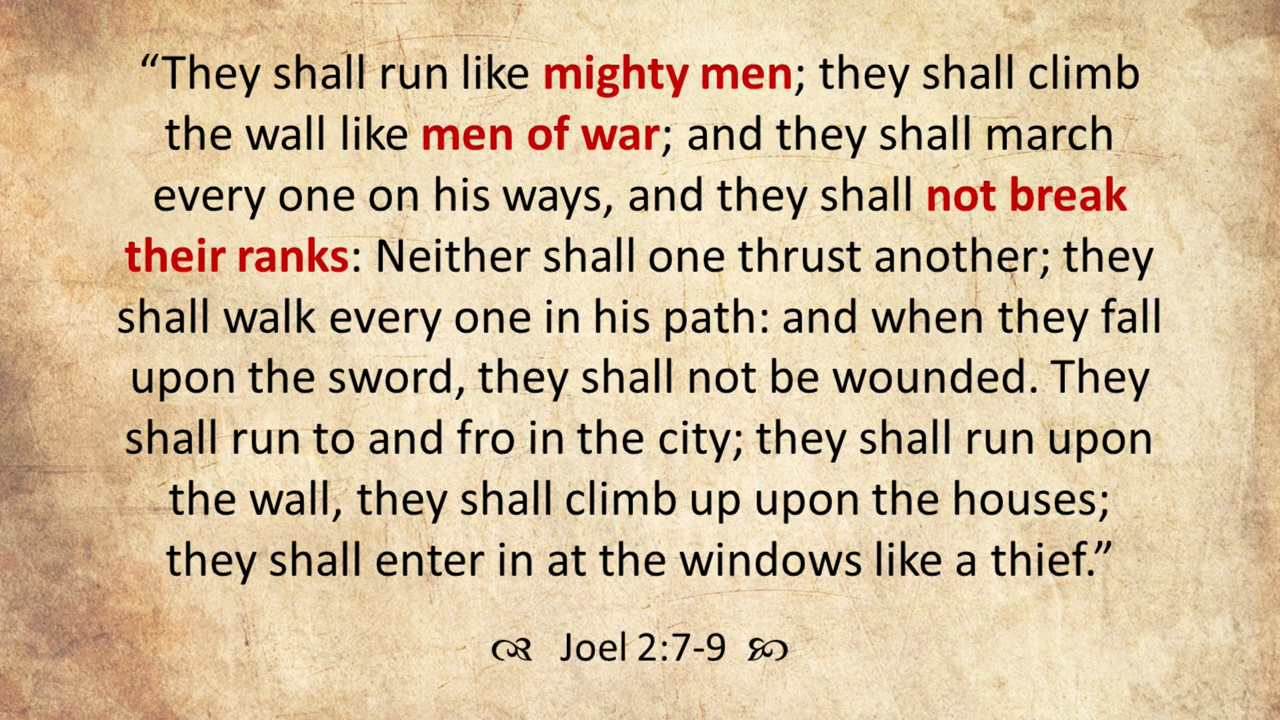 “They shall run like mighty men; they shall climb
the wall like men of war; and they shall march
every one on his ways, and they shall not break
their ranks: Neither shall one thrust another; they
shall walk every one in his path: and when they fall
upon the sword, they shall not be wounded. They
shall run to and fro in the city; they shall run upon
the wall, they shall climb up upon the houses;
they shall enter in at the windows like a thief.”
Joel 2:7-9